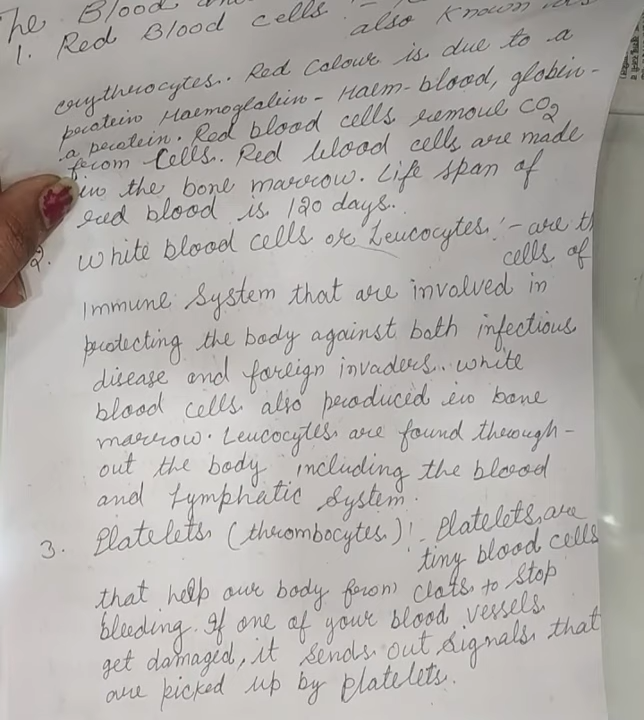 The Blood
1. Red Blood cells :- also Known as
erythrocytes. Red Colour is due to a
protein Haemoglobin - Haem-blood, globin-
a protein. Red blood cells remove CO2
from Cells. Red blood cells are made
in the bone marrow. Life span of
red blood is 120 days.
2. White blood cells or Leucocytes :- are th
cells of
Immune System that are involved in
protecting the body against both infectious
disease and foreign invaders. White
blood cells also produced in bone
marrow. Leucocytes are found through-
out the body including the blood
and Lymphatic System.
3. Platelets (thrombocytes) :- Platelets are
tiny blood cells
that help our body form clots to stop
bleeding. If one of your blood vessels
get damaged, it sends out signals that
are picked up by platelets.